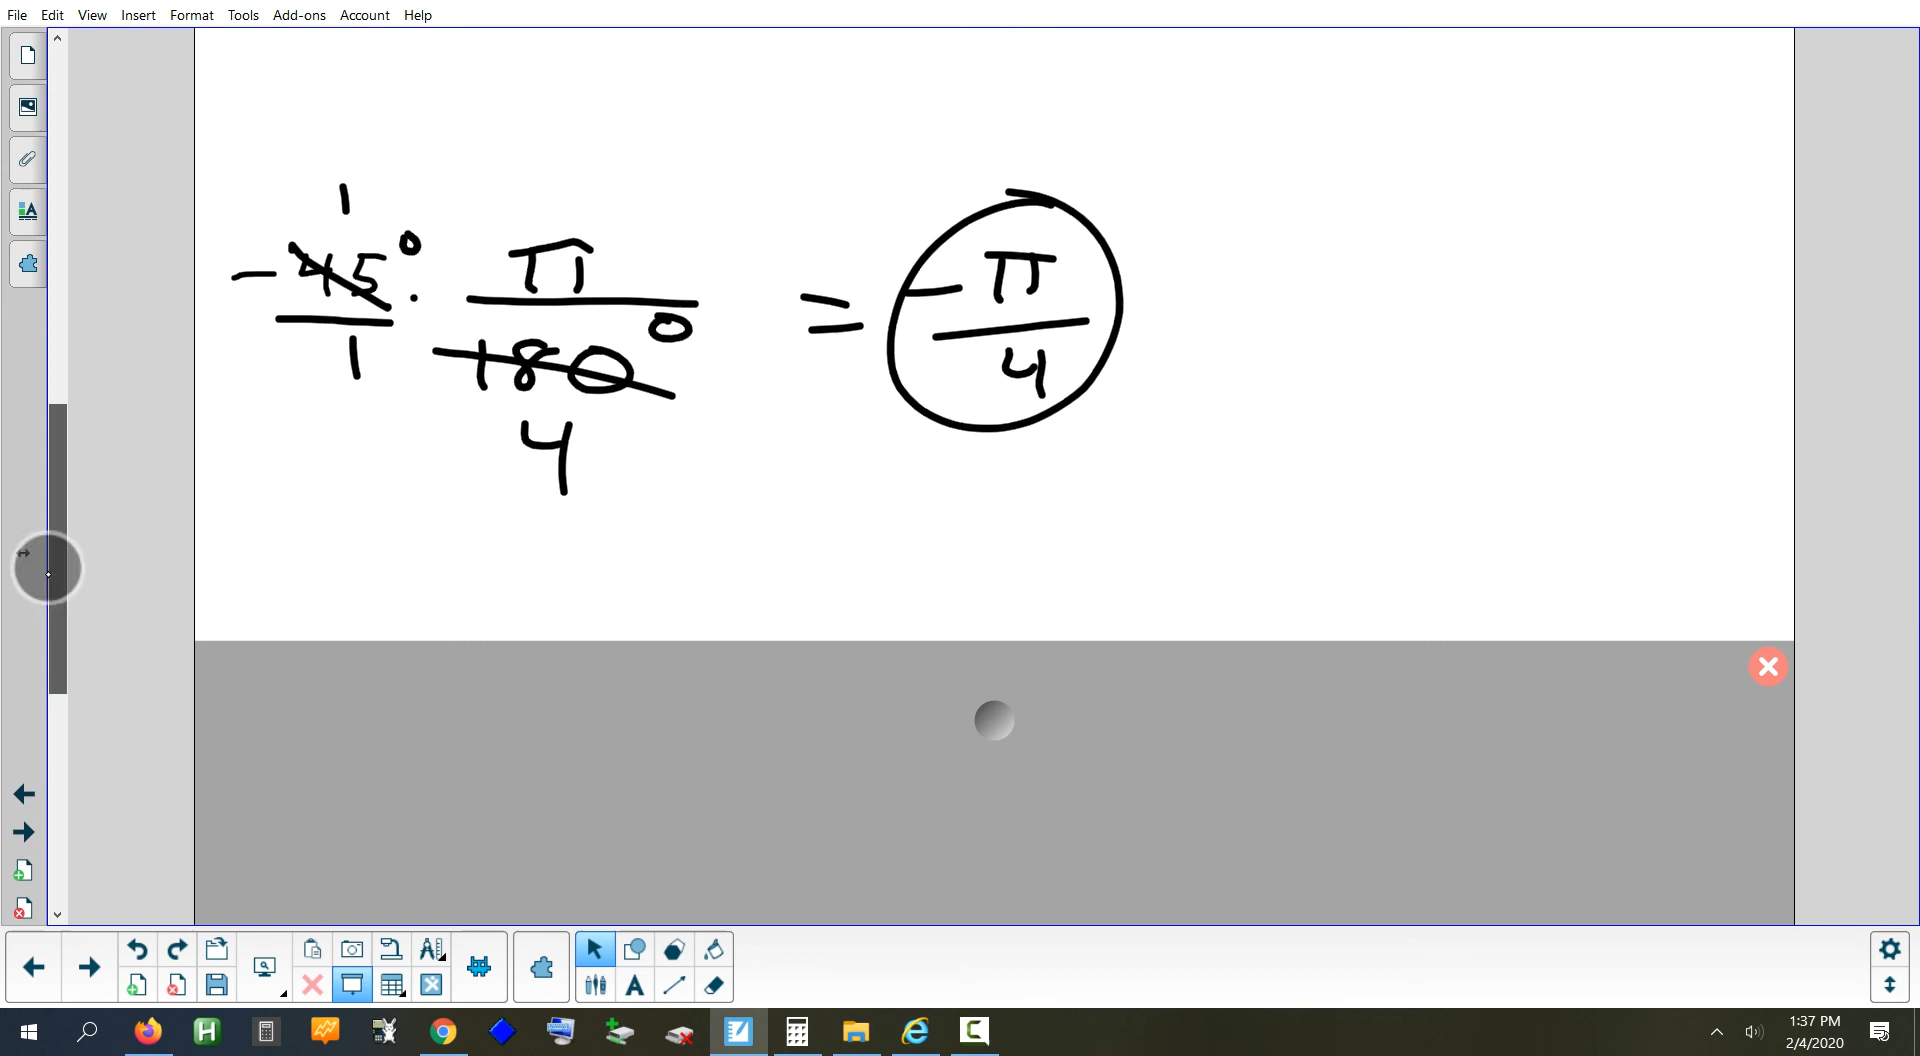 File Edit View Insert Format Tools Add-ons Account Help
1
-45° · π = -π
1 180° 4
4
1:37 PM
2/4/2020